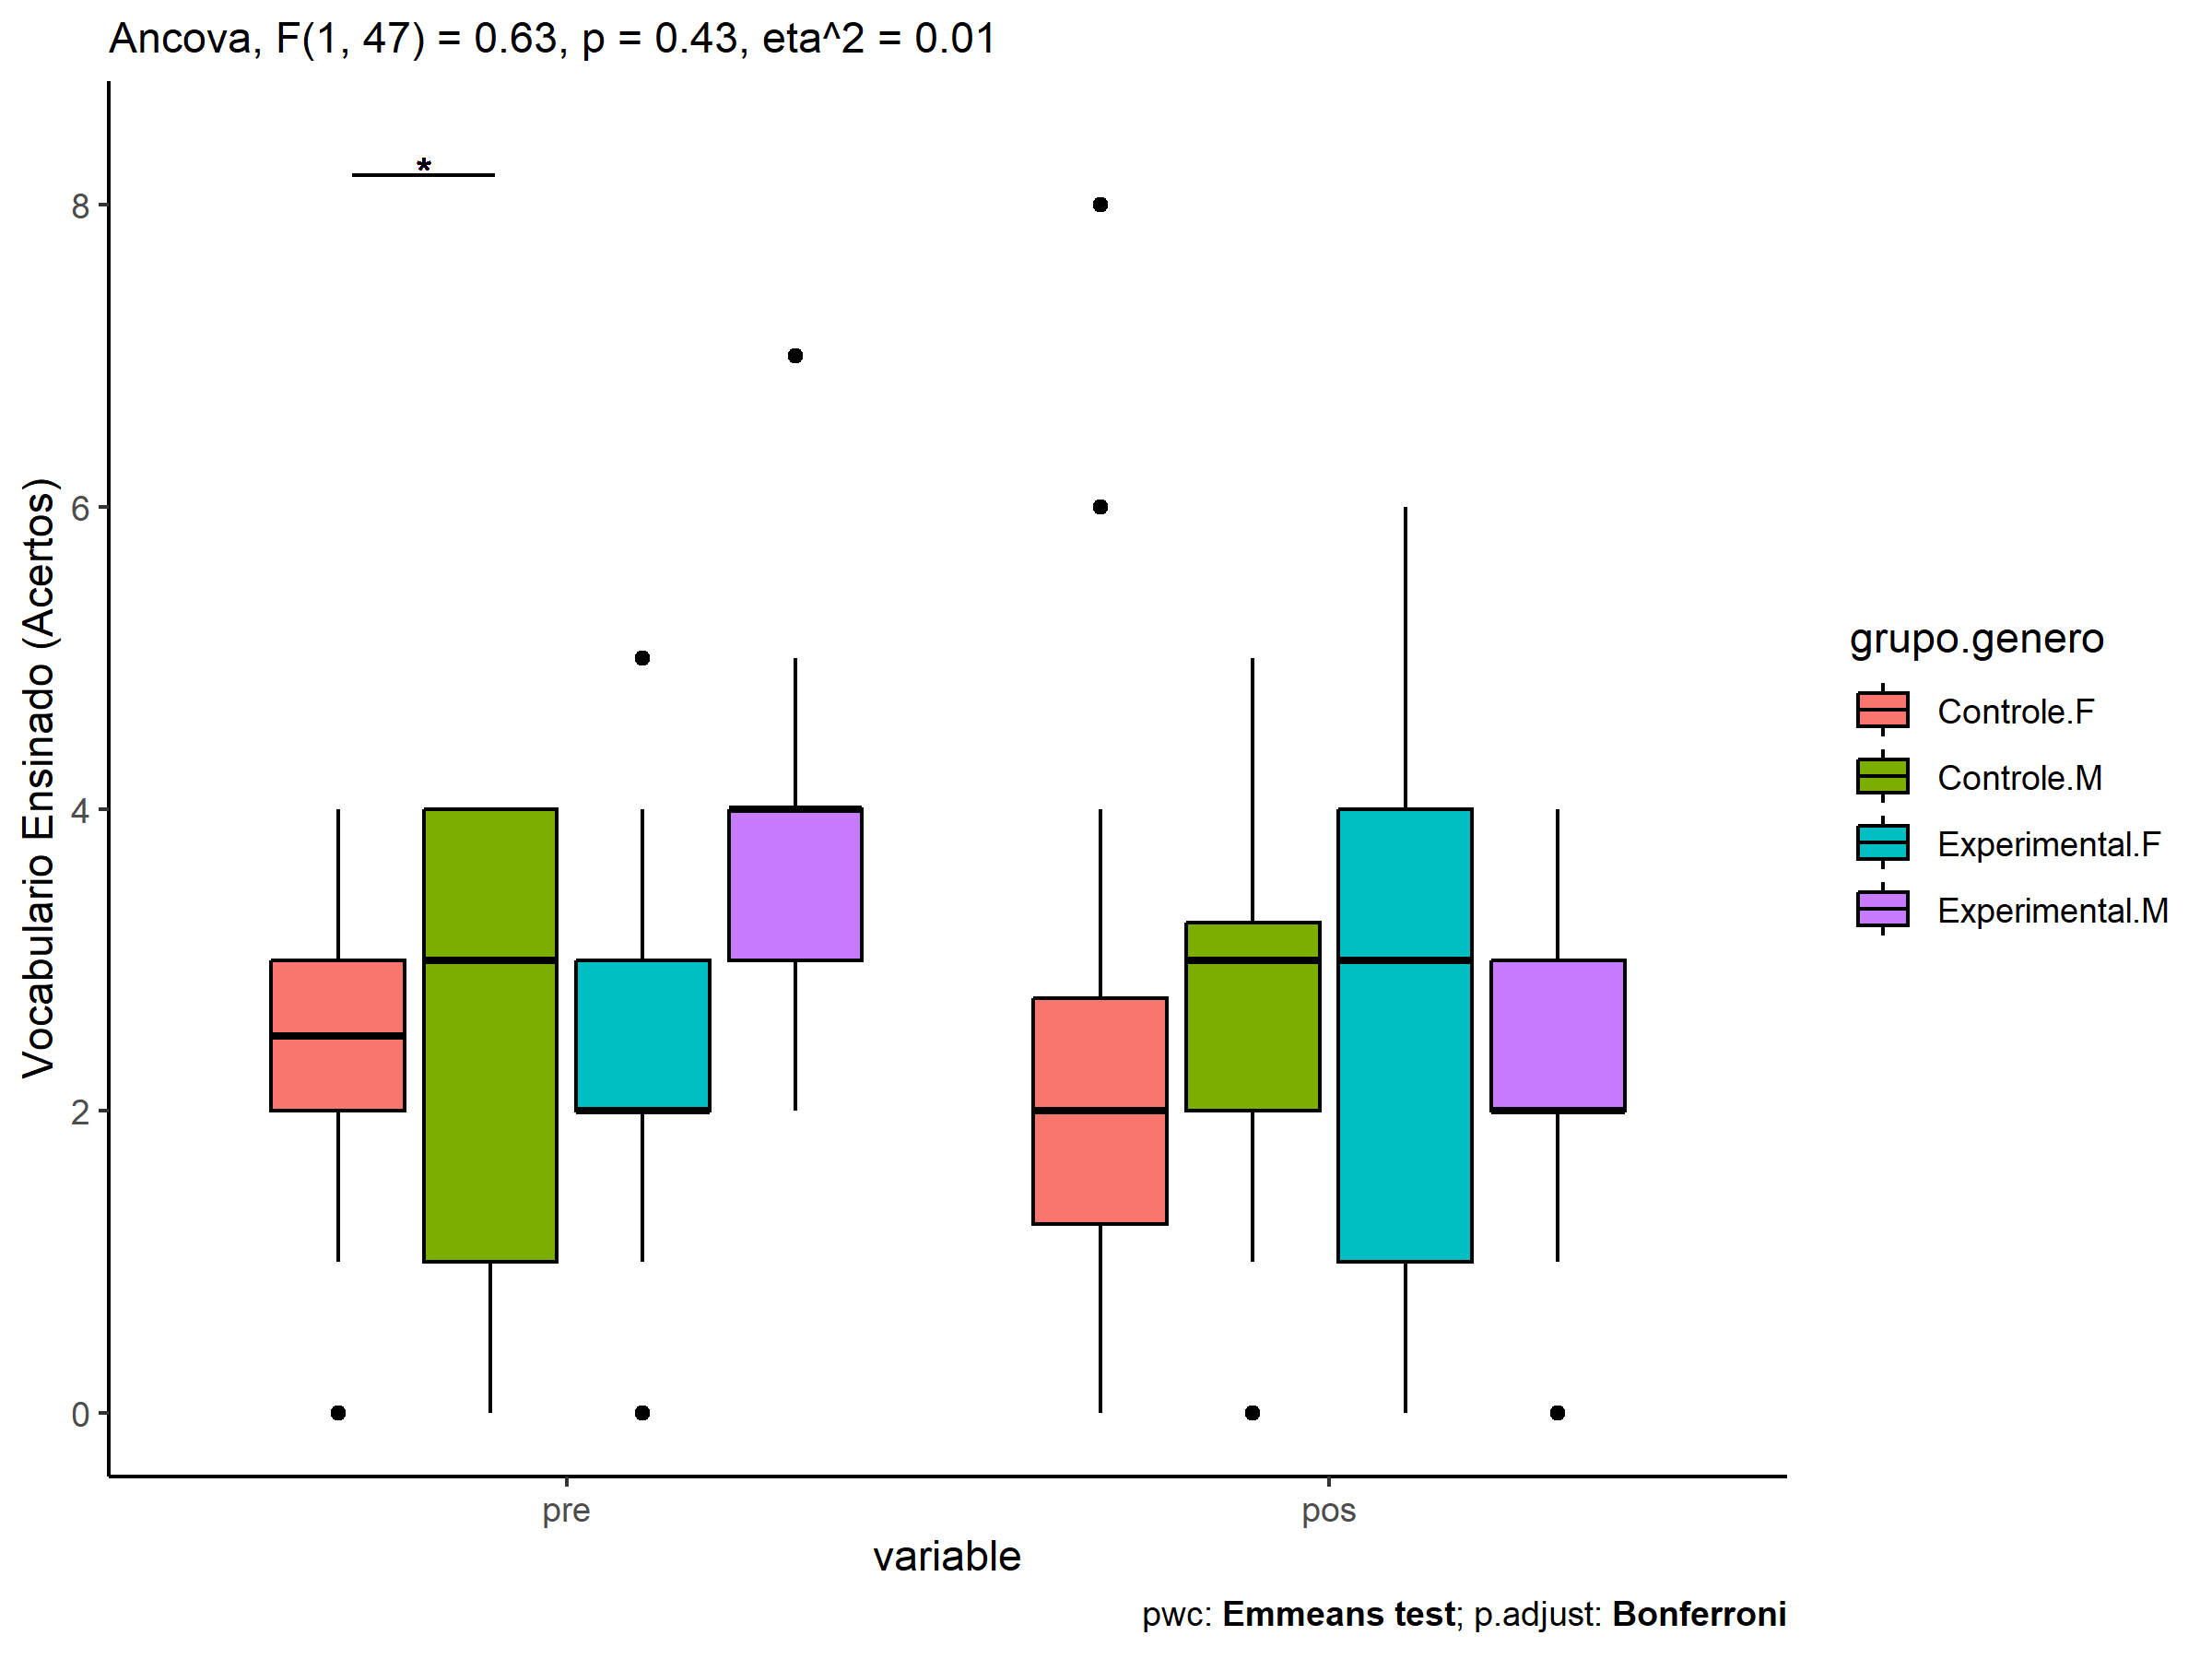 Ancova, F(1, 47) = 0.63, p = 0.43, eta^2 = 0.01
*
8
6
4
2
0
Vocabulario Ensinado (Acertos)
pre
pos
variable
grupo.genero
Controle.F
Controle.M
Experimental.F
Experimental.M
pwc: Emmeans test; p.adjust: Bonferroni